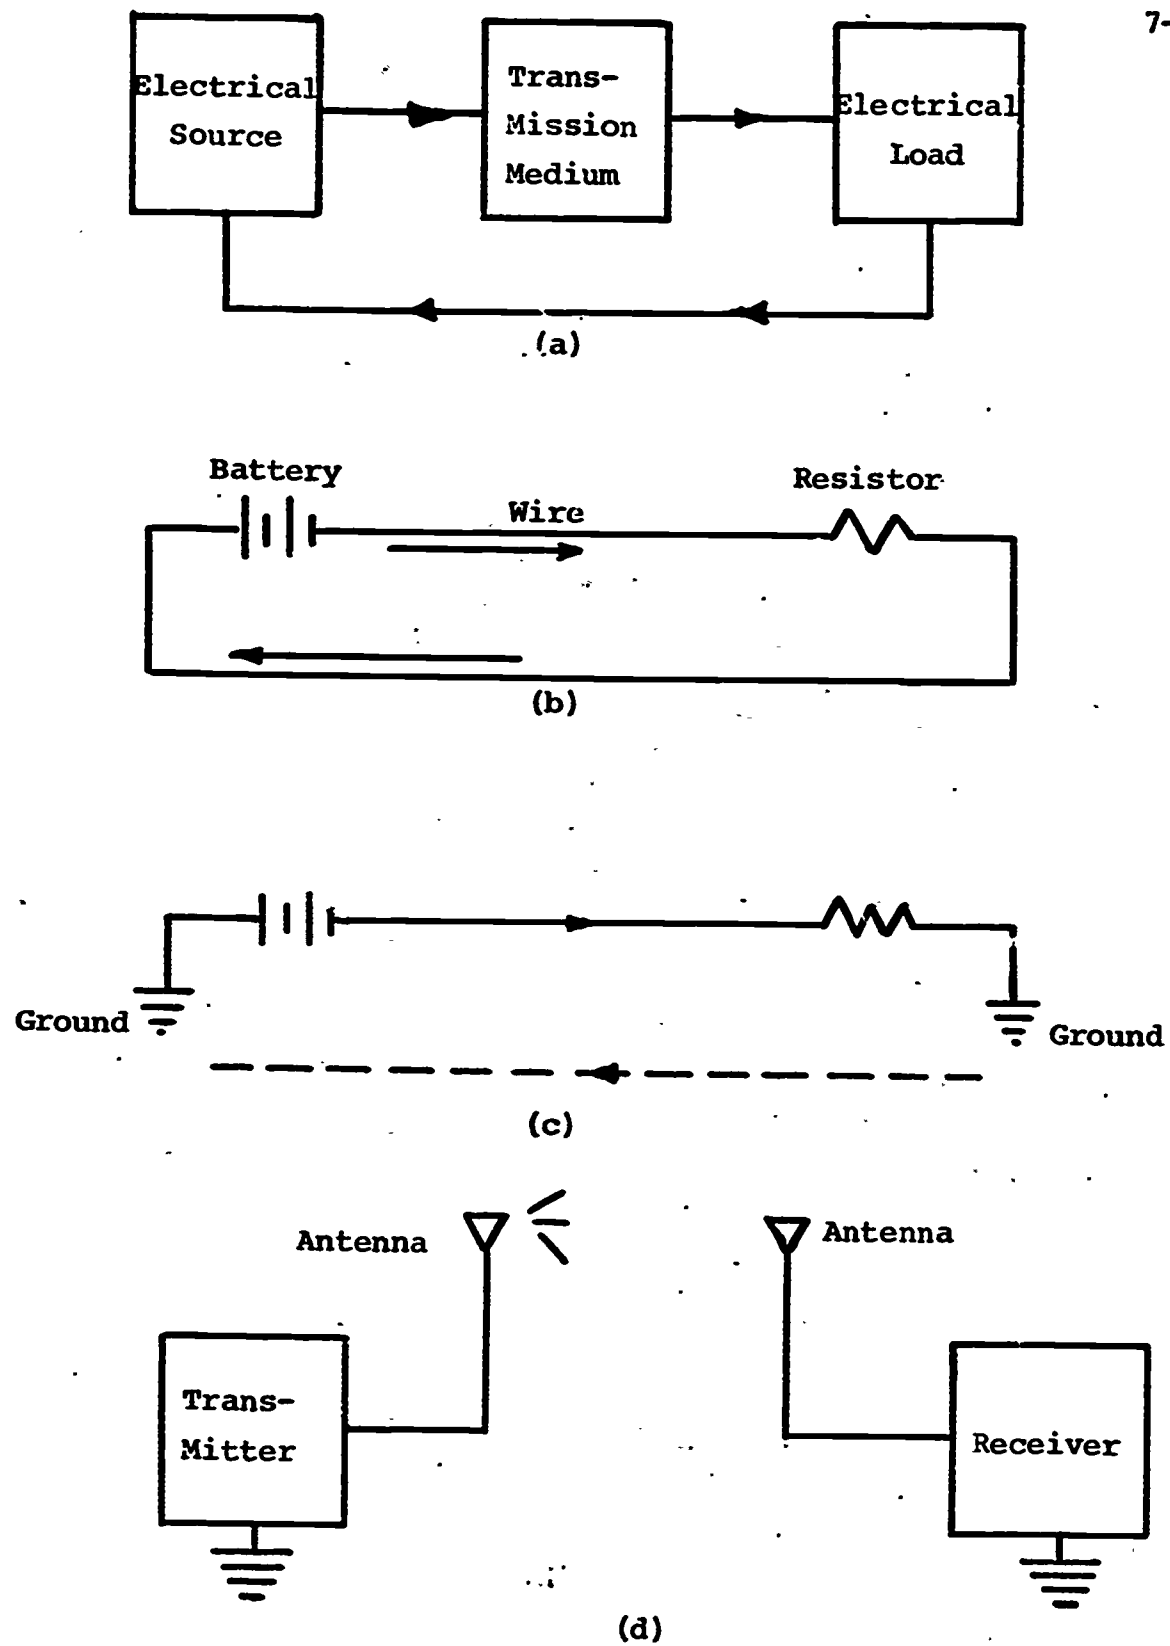 7-
Electrical
Source
Trans-
Mission
Medium
Electrical
Load
(a)
Battery
Wire
Resistor
(b)
Ground
Ground
(c)
Antenna
Antenna
Trans-
Mitter
Receiver
(d)